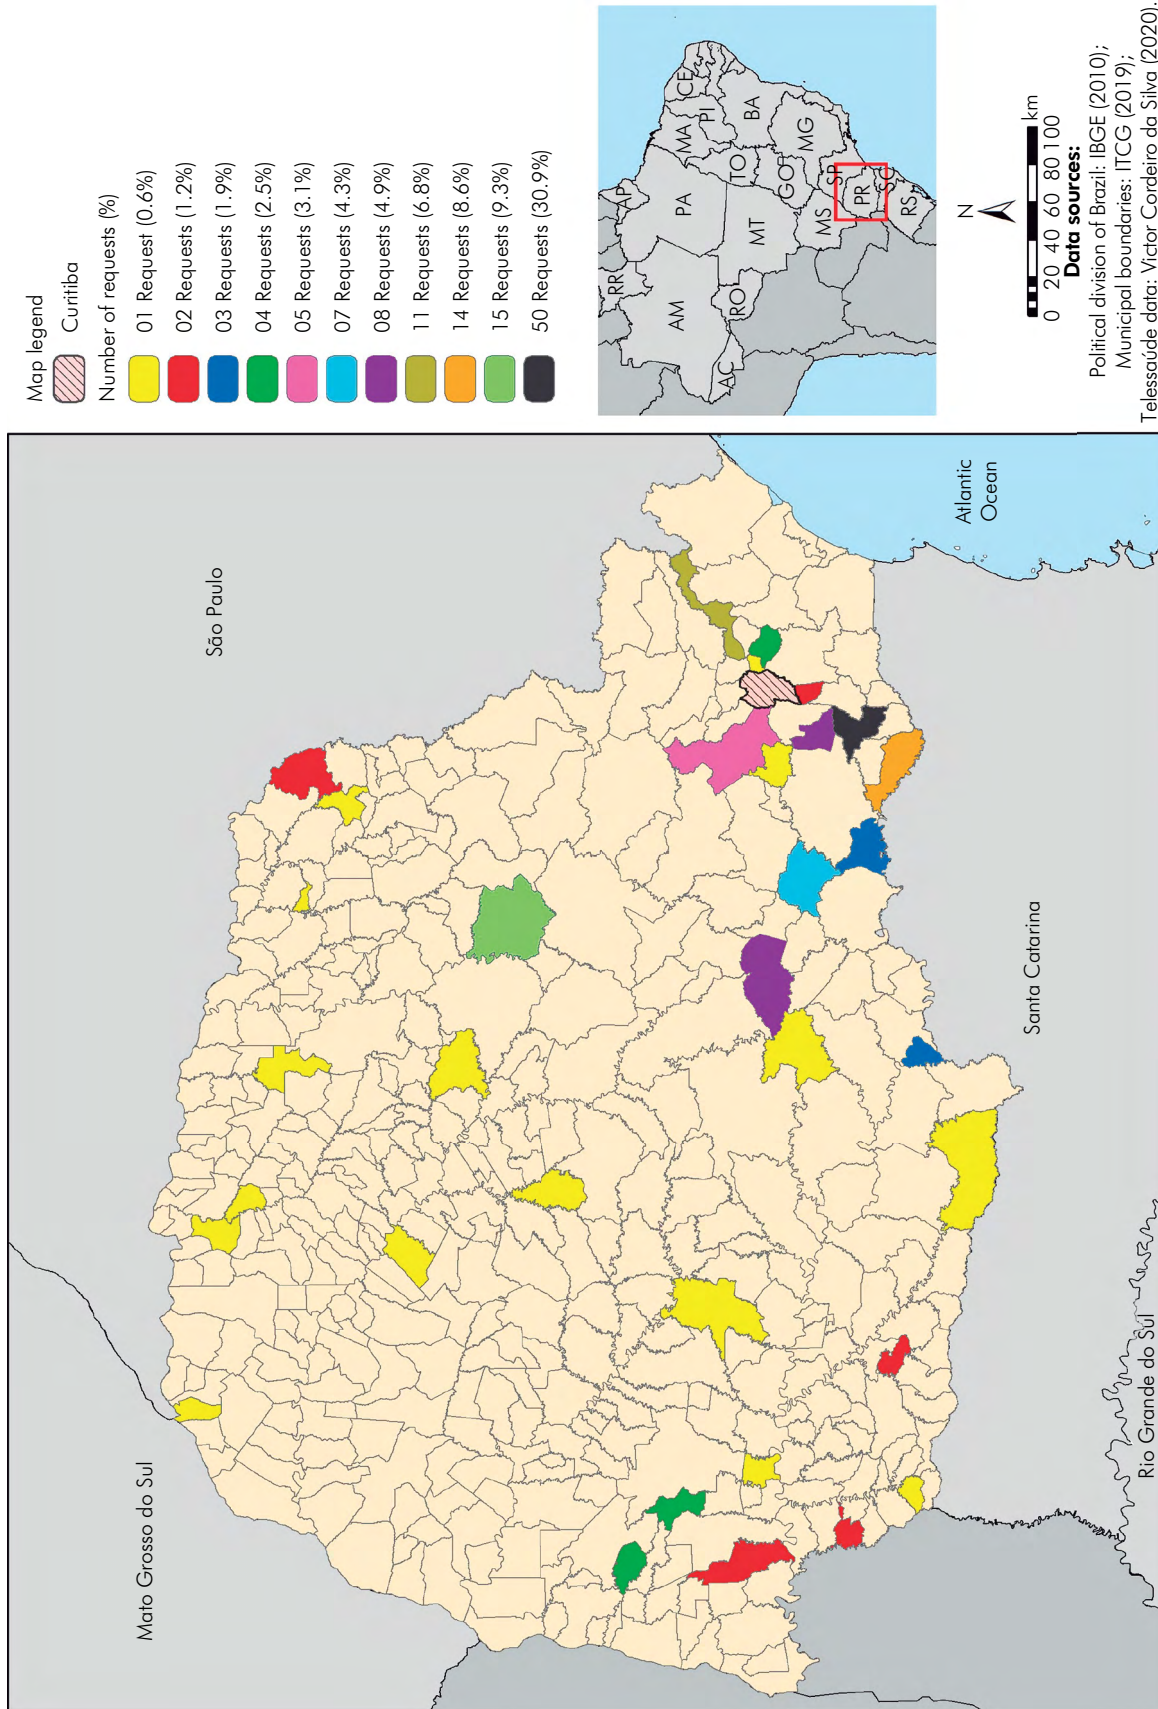 Map legend
Curitiba
Number of requests (%)
01 Request (0.6%)
02 Requests (1.2%)
03 Requests (1.9%)
04 Requests (2.5%)
05 Requests (3.1%)
07 Requests (4.3%)
08 Requests (4.9%)
11 Requests (6.8%)
14 Requests (8.6%)
15 Requests (9.3%)
50 Requests (30.9%)
Mato Grosso do Sul
São Paulo
Atlantic
Ocean
Santa Catarina
Rio Grande do Sul
RR
AP
AM
PA
MA
CE
PI
AC
RO
MT
TO
BA
GO
MG
MS
SP
PR
SC
RS
N
0 20 40 60 80 100 km
Data sources:
Political division of Brazil: IBGE (2010);
Municipal boundaries: ITCG (2019);
Telessaúde data: Victor Cordeiro da Silva (2020).